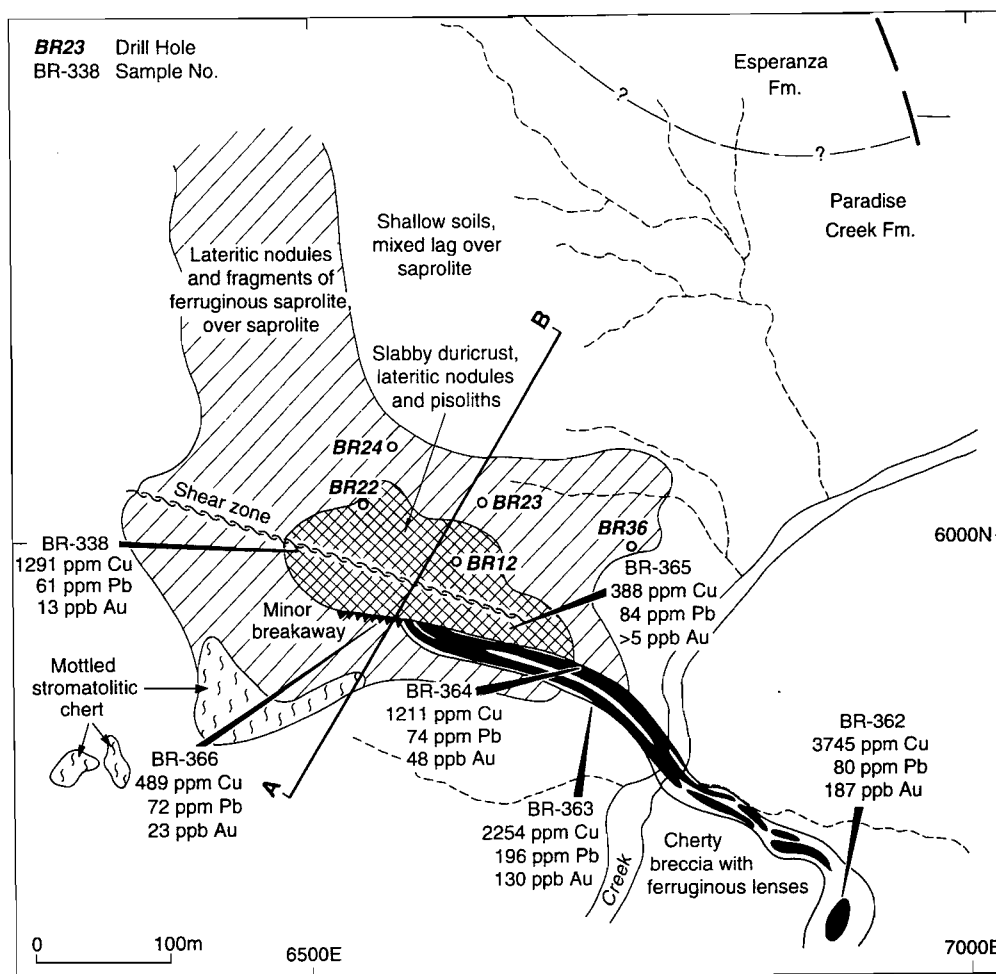 BR23 Drill Hole
BR-338 Sample No.
Esperanza
Fm.
?
?
Paradise
Creek Fm.
Shallow soils,
mixed lag over
saprolite
Lateritic nodules
and fragments of
ferruginous saprolite,
over saprolite
B
Slabby duricrust,
lateritic nodules
and pisoliths
BR24
BR22
BR23
Shear zone
BR36
6000N
BR12
BR-338
1291 ppm Cu
61 ppm Pb
13 ppb Au
BR-365
388 ppm Cu
84 ppm Pb
>5 ppb Au
Minor
breakaway
Mottled
stromatolitic
chert
BR-364
1211 ppm Cu
74 ppm Pb
48 ppb Au
BR-362
3745 ppm Cu
80 ppm Pb
187 ppb Au
BR-366
489 ppm Cu
72 ppm Pb
23 ppb Au
A
BR-363
2254 ppm Cu
196 ppm Pb
130 ppb Au
Creek
Cherty
breccia with
ferruginous lenses
0 100m
6500E
7000E